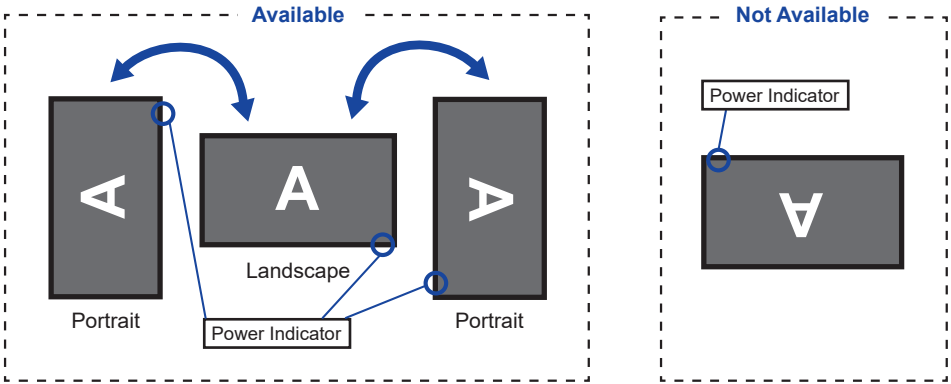 Available
Not Available
Power Indicator
A
A
A
A
Landscape
Portrait
Portrait
Power Indicator